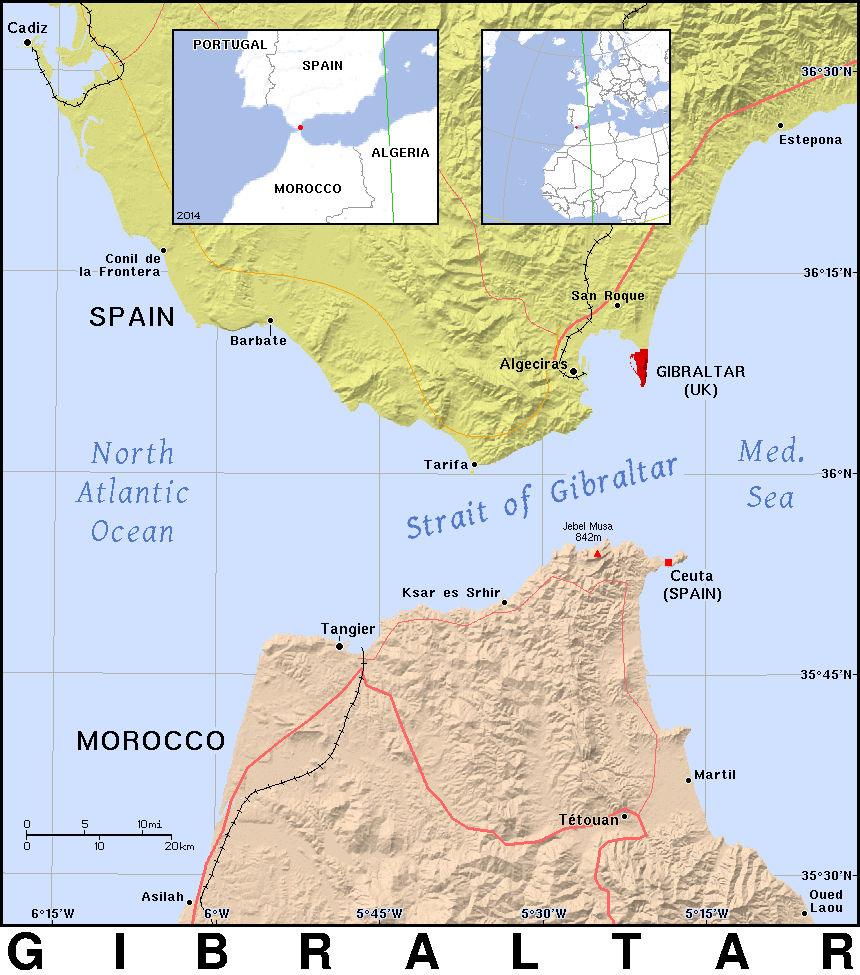 Cadiz
PORTUGAL
SPAIN
ALGERIA
MOROCCO
2014
36°30'N
Estepona
Conil de
la Frontera
36°15'N
San Roque
SPAIN
Barbate
Algeciras
GIBRALTAR
(UK)
North
Atlantic
Ocean
Tarifa
Strait of Gibraltar
Med.
Sea
36°N
Jebel Musa
842m
Ceuta
(SPAIN)
Ksar es Srhir
Tangier
35°45'N
MOROCCO
Martil
0 5 10mi
0 10 20km
Tétouan
35°30'N
Asilah
Oued
Laou
6°15'W 6°W 5°45'W 5°30'W 5°15'W
GIBRALTAR